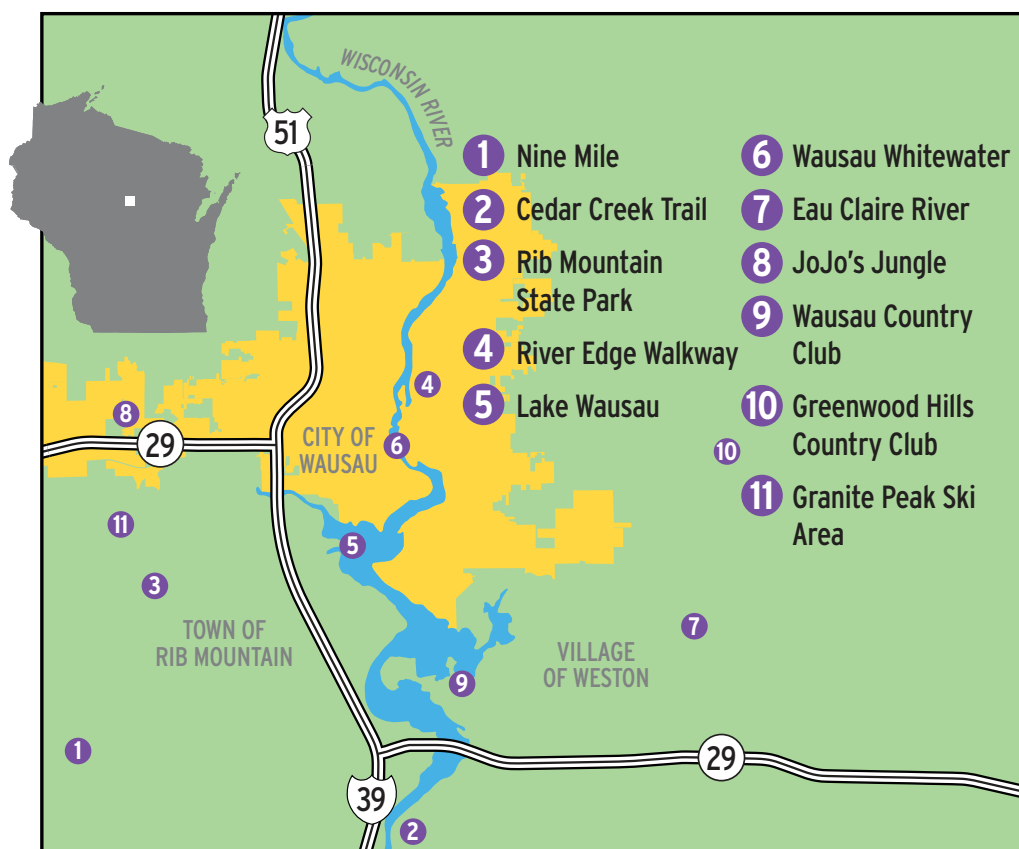 WISCONSIN RIVER
51
1 Nine Mile
2 Cedar Creek Trail
3 Rib Mountain
State Park
4 River Edge Walkway
5 Lake Wausau
6 Wausau Whitewater
7 Eau Claire River
8 JoJo's Jungle
9 Wausau Country
Club
10 Greenwood Hills
Country Club
11 Granite Peak Ski
Area
4
8
29
CITY OF
WAUSAU
6
10
11
5
3
TOWN OF
RIB MOUNTAIN
7
VILLAGE
OF WESTON
9
1
29
39
2